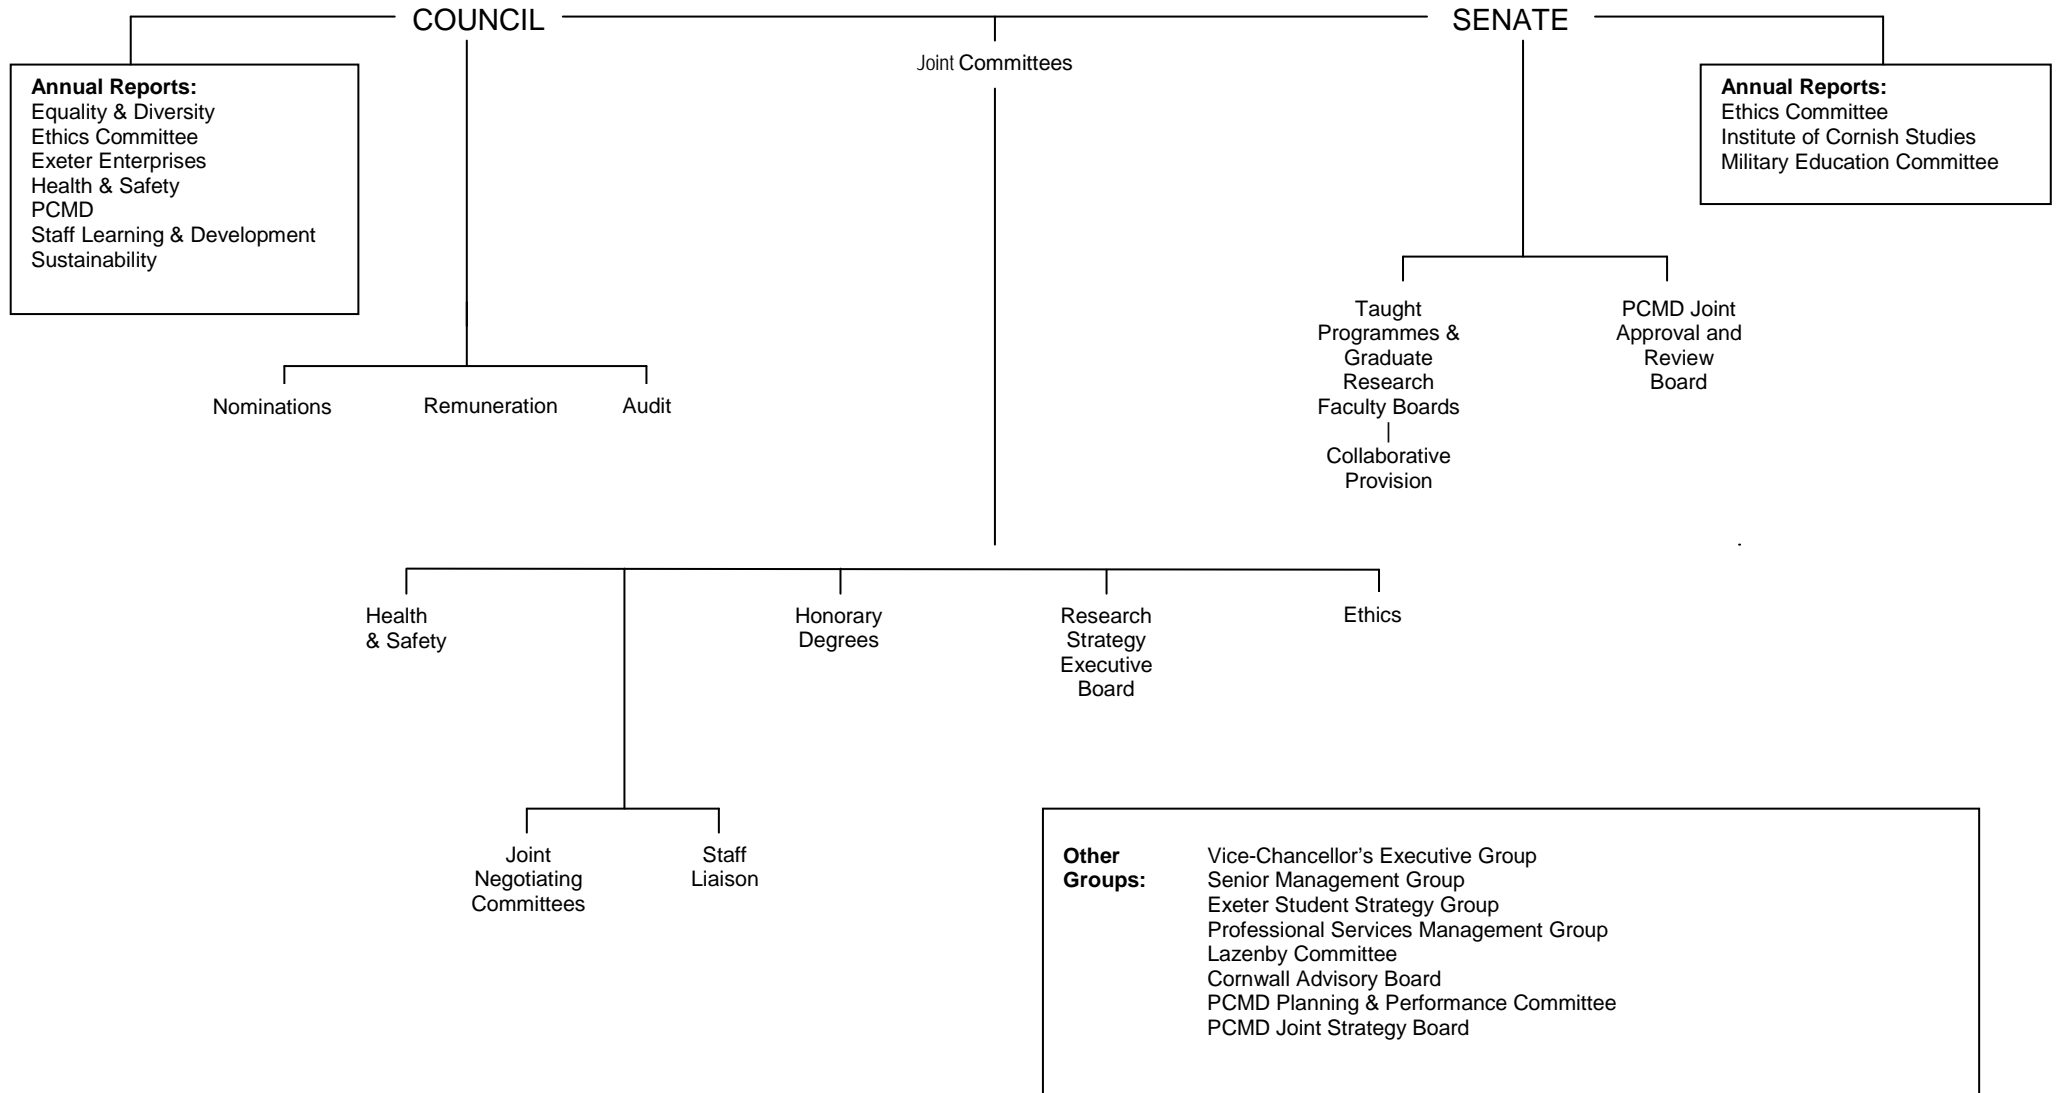 COUNCIL
SENATE
Joint Committees
Annual Reports:
Equality & Diversity
Ethics Committee
Exeter Enterprises
Health & Safety
PCMD
Staff Learning & Development
Sustainability
Annual Reports:
Ethics Committee
Institute of Cornish Studies
Military Education Committee
Nominations
Remuneration
Audit
Taught
Programmes &
Graduate
Research
Faculty Boards
Collaborative
Provision
PCMD Joint
Approval and
Review
Board
Health
& Safety
Honorary
Degrees
Research
Strategy
Executive
Board
Ethics
Joint
Negotiating
Committees
Staff
Liaison
Other
Groups:
Vice-Chancellor’s Executive Group
Senior Management Group
Exeter Student Strategy Group
Professional Services Management Group
Lazenby Committee
Cornwall Advisory Board
PCMD Planning & Performance Committee
PCMD Joint Strategy Board